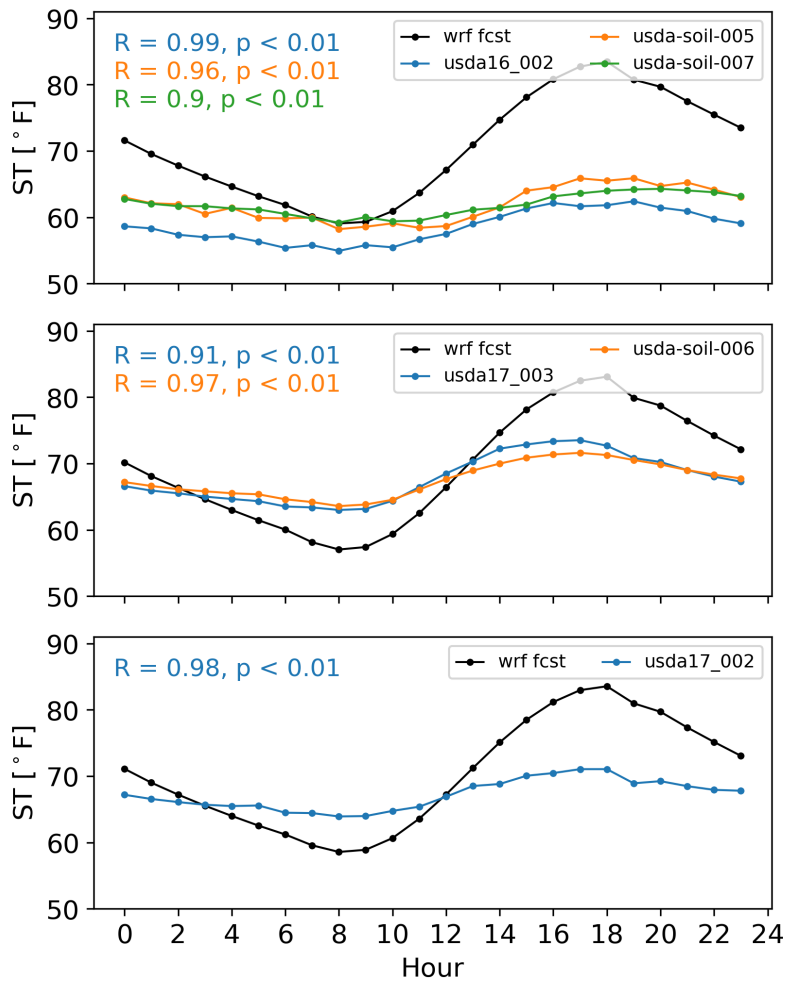 R = 0.99, p < 0.01
R = 0.96, p < 0.01
R = 0.9, p < 0.01
wrf fcst usda-soil-005
usda16_002 usda-soil-007
90
80
70
60
50
ST [°F]
R = 0.91, p < 0.01
R = 0.97, p < 0.01
wrf fcst usda-soil-006
usda17_003
90
80
70
60
50
ST [°F]
R = 0.98, p < 0.01
wrf fcst usda17_002
90
80
70
60
50
ST [°F]
0 2 4 6 8 10 12 14 16 18 20 22 24
Hour